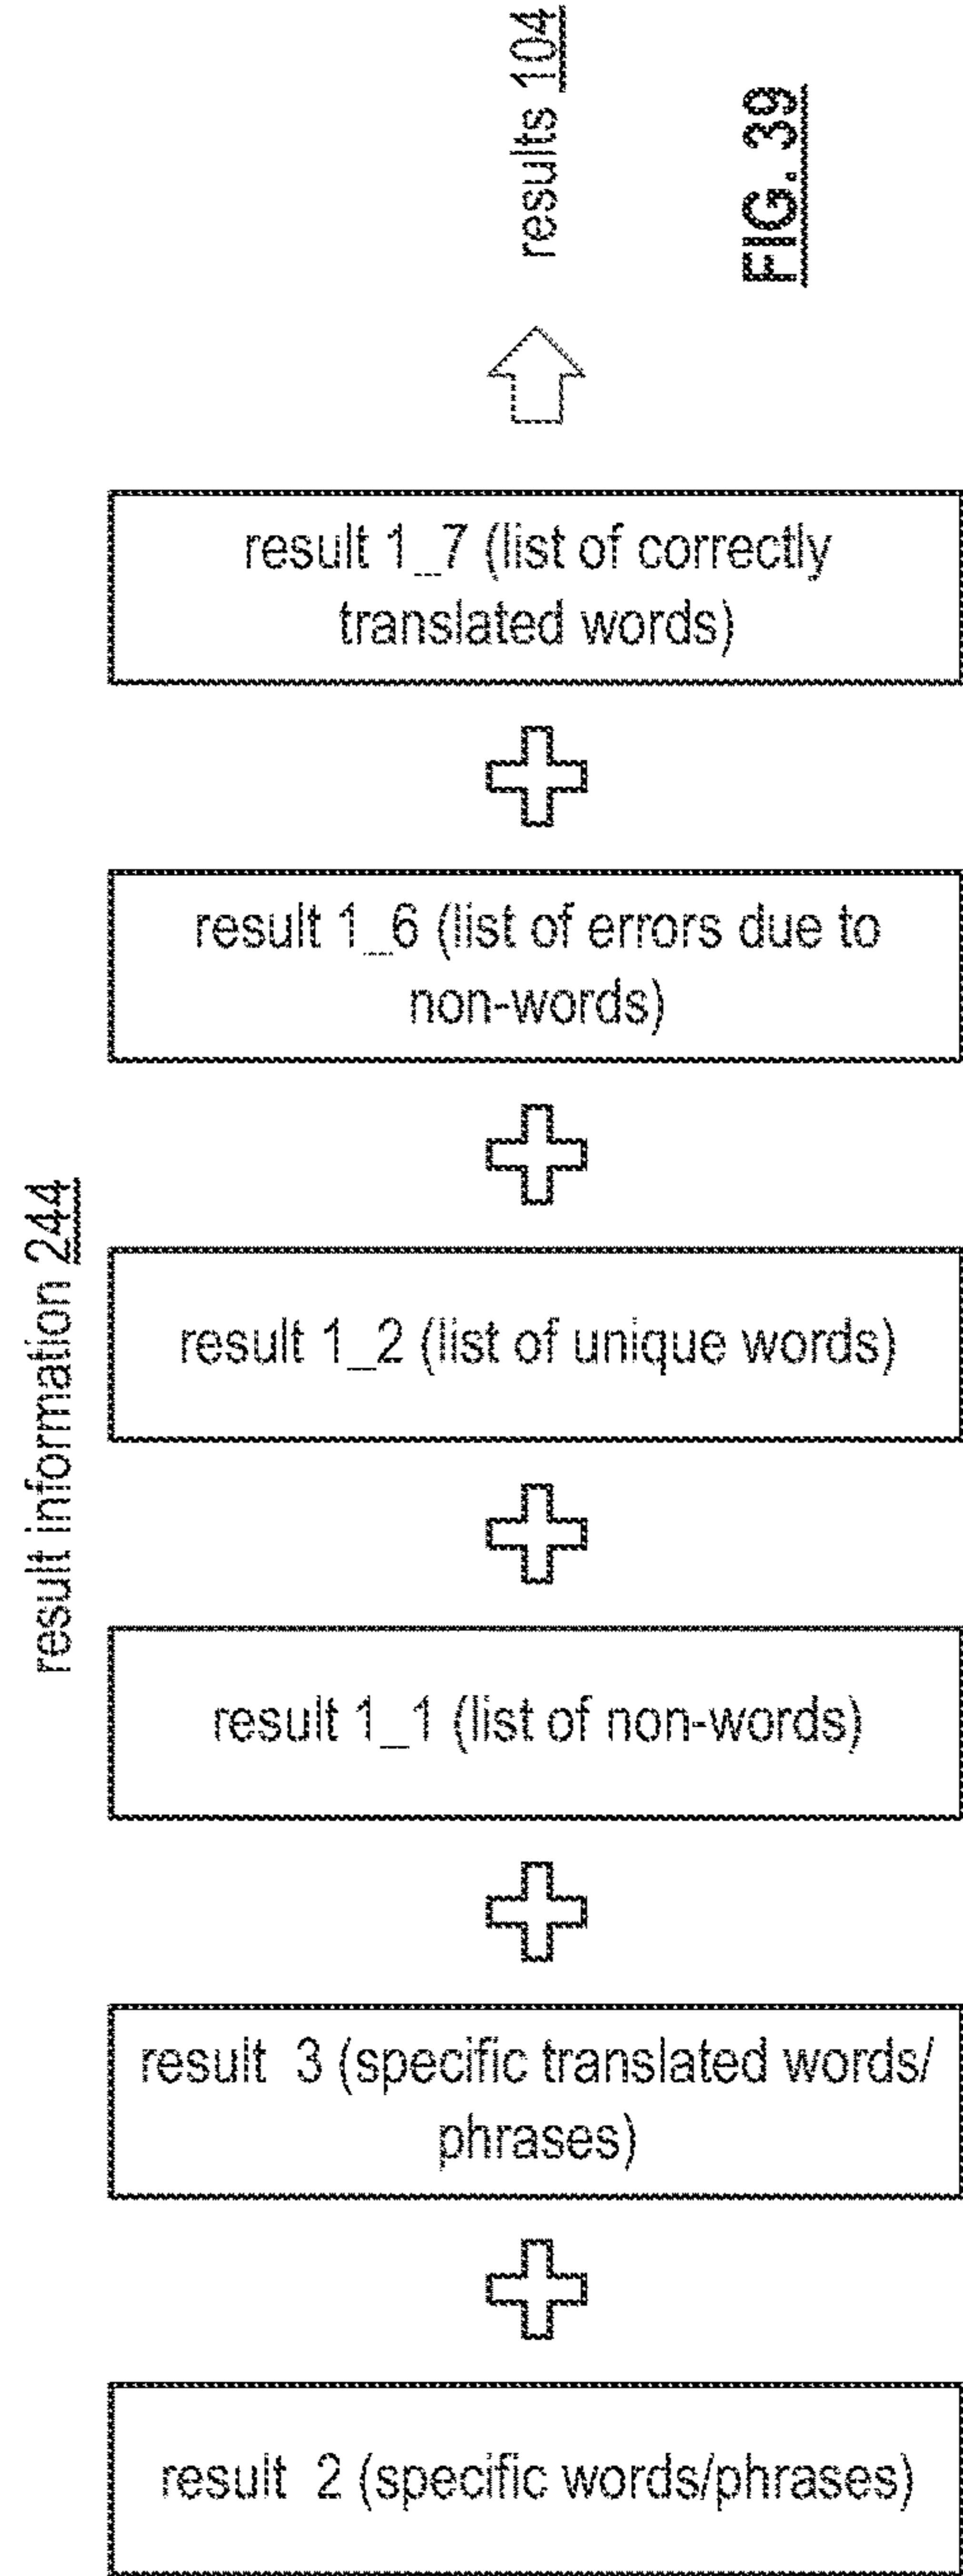 results 104
FIG. 39
result 1_7 (list of correctly
translated words)
result 1_6 (list of errors due to
non-words)
result information 244
result 1_2 (list of unique words)
result 1_1 (list of non-words)
result 3 (specific translated words/
phrases)
result 2 (specific words/phrases)